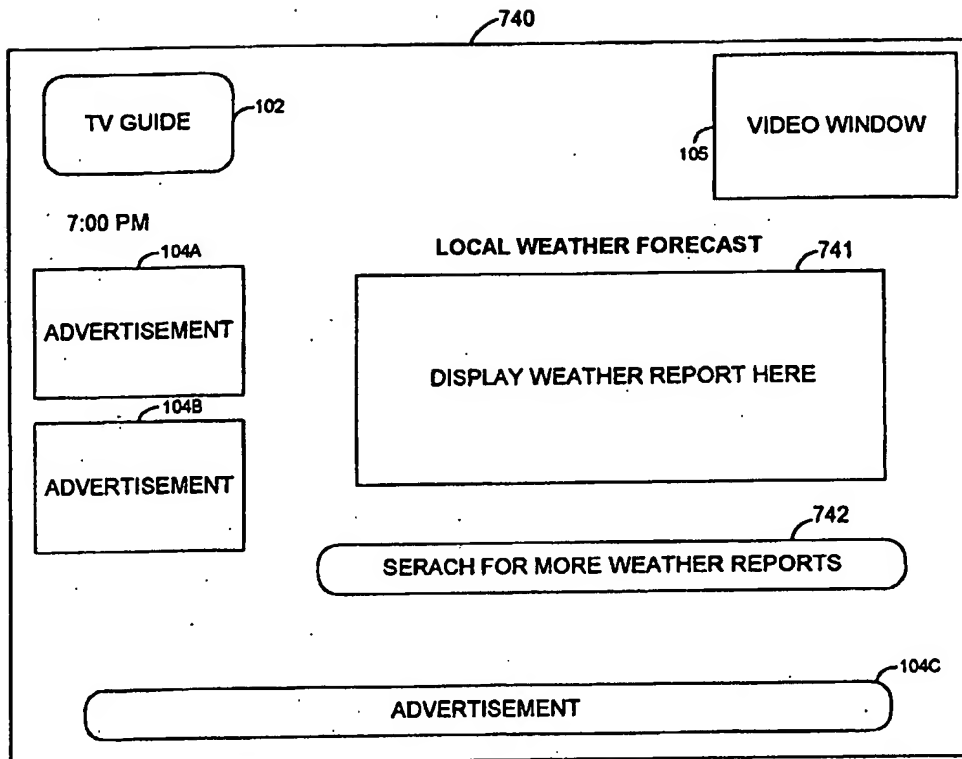 740
TV GUIDE
102
VIDEO WINDOW
105
7:00 PM
LOCAL WEATHER FORECAST
104A
741
ADVERTISEMENT
DISPLAY WEATHER REPORT HERE
104B
ADVERTISEMENT
742
SERACH FOR MORE WEATHER REPORTS
104C
ADVERTISEMENT